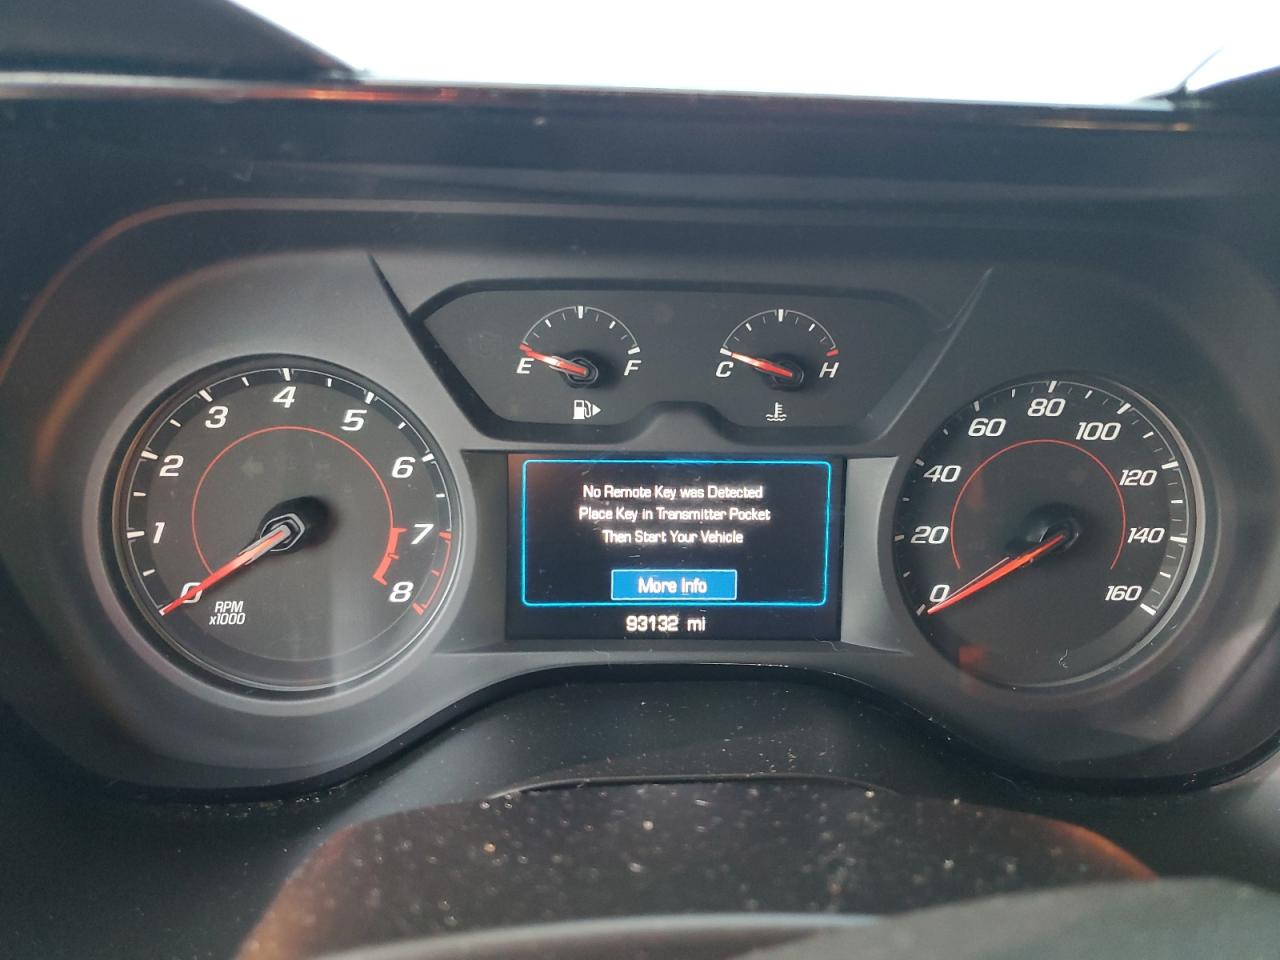 E F
C H
0 1 2 3 4 5 6 7 8
RPM
x1000
No Remote Key was Detected
Place Key in Transmitter Pocket
Then Start Your Vehicle
More Info
93132 mi
0 20 40 60 80 100 120 140 160